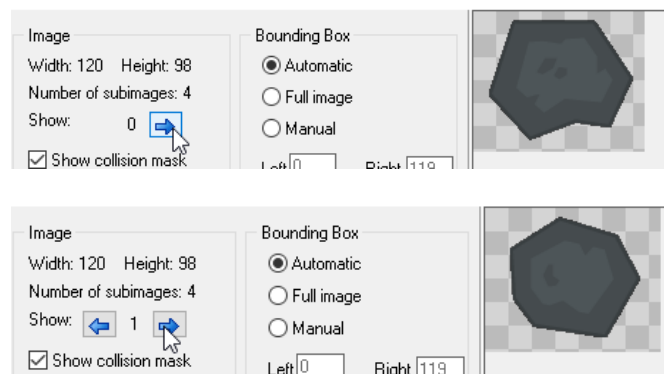 Image
Bounding Box
Width: 120 Height: 98
Automatic
Number of subimages: 4
Full image
Show: 0
Manual
Show collision mask
Left 0 Right 119
Image
Bounding Box
Width: 120 Height: 98
Automatic
Number of subimages: 4
Full image
Show: 1
Manual
Show collision mask
Left 0 Right 119